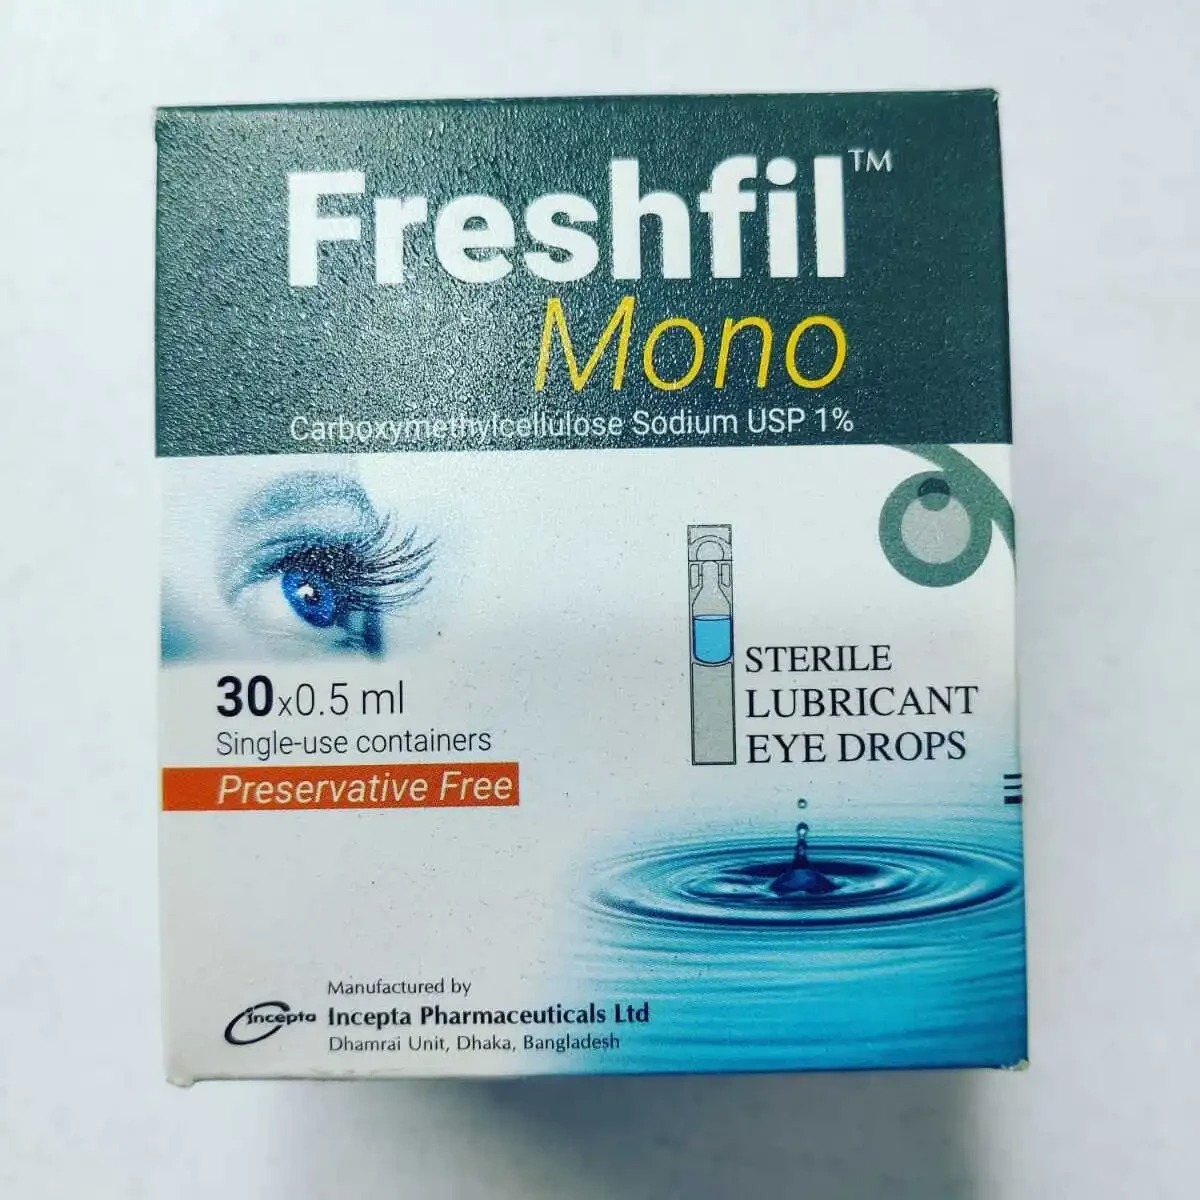 Freshfil™
Mono
Carboxymethylcellulose Sodium USP 1%
30x0.5 ml
Single-use containers
Preservative Free
STERILE
LUBRICANT
EYE DROPS
Manufactured by
incepta Incepta Pharmaceuticals Ltd
Dhamrai Unit, Dhaka, Bangladesh